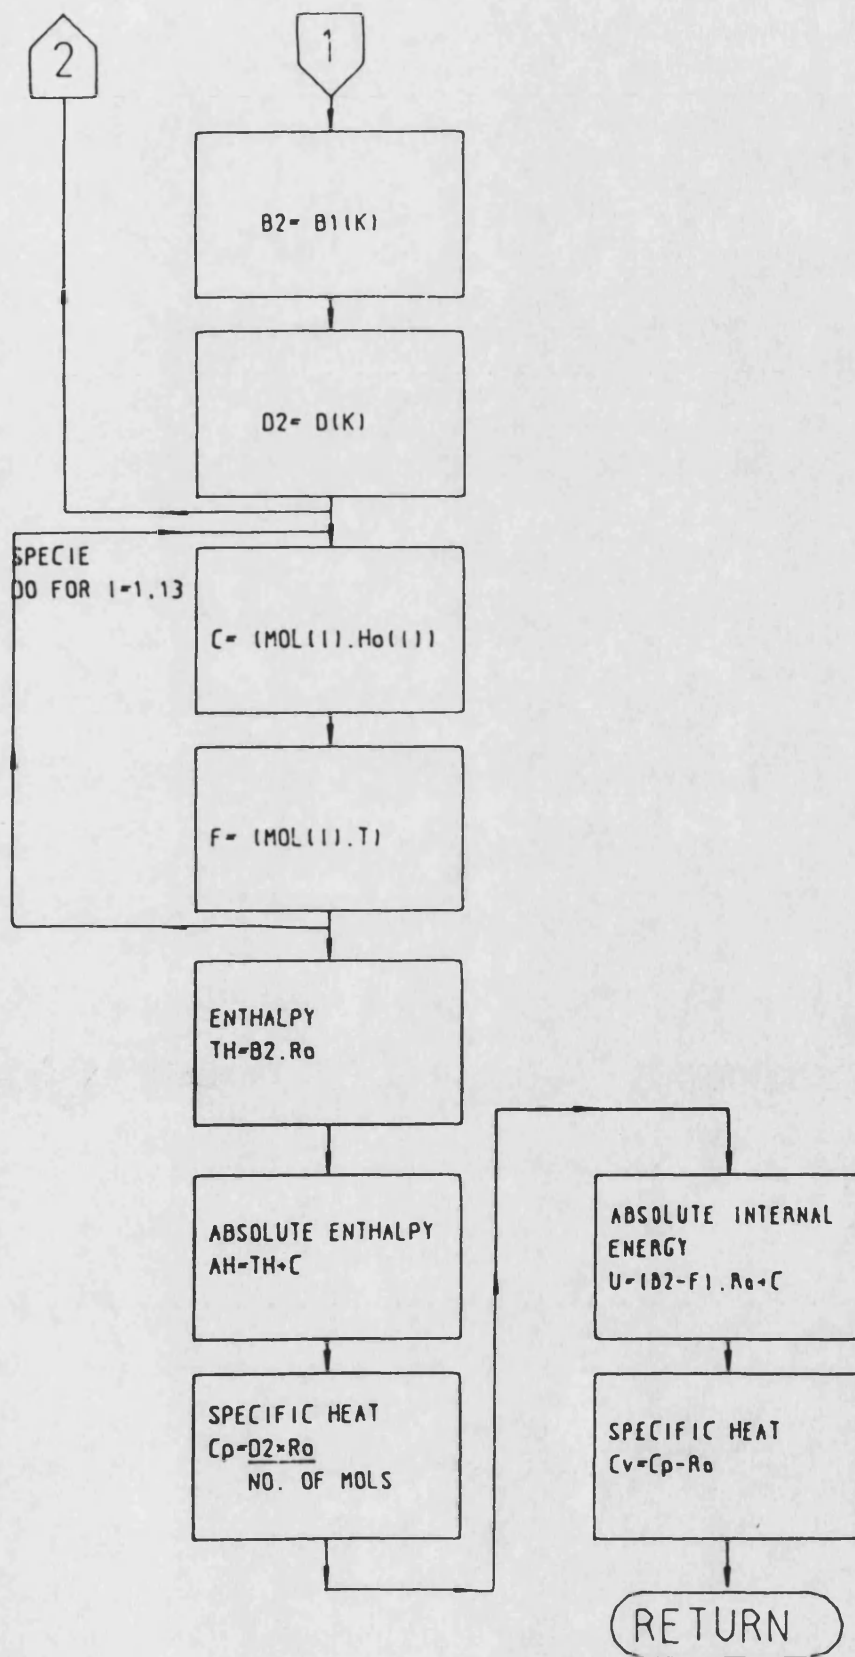 2
1
B2= B1(K)
D2= D(K)
SPECIE
DO FOR I=1,13
C= (MOL(I).Ho(I))
F= (MOL(I).T)
ENTHALPY
TH=B2.Ro
ABSOLUTE ENTHALPY
AH=TH+C
SPECIFIC HEAT
Cp=D2*Ro
NO. OF MOLS
ABSOLUTE INTERNAL
ENERGY
U=(B2-F).Ro+C
SPECIFIC HEAT
Cv=Cp-Ro
RETURN